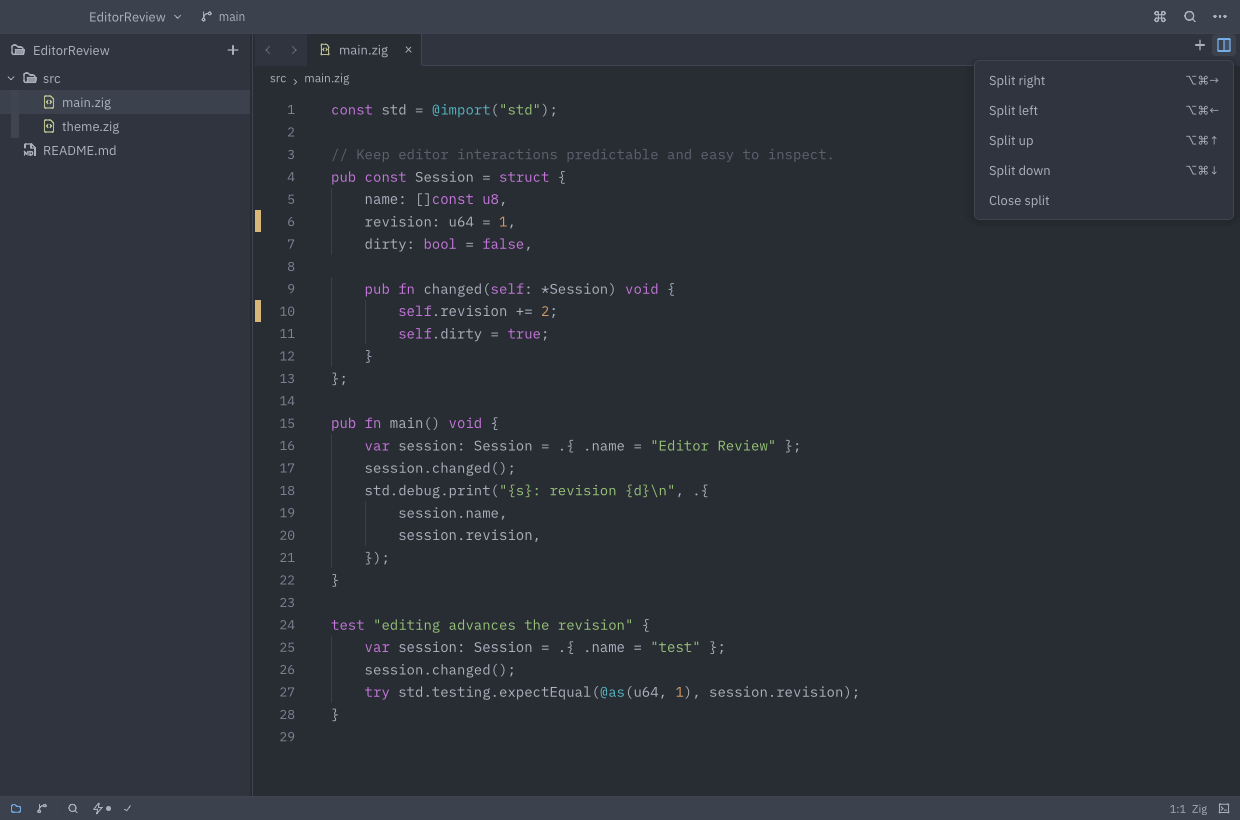 EditorReview main
EditorReview
src
main.zig
theme.zig
README.md
main.zig
src › main.zig
Split right ⌥⌘→
Split left ⌥⌘←
Split up ⌥⌘↑
Split down ⌥⌘↓
Close split
1 const std = @import("std");
2
3 // Keep editor interactions predictable and easy to inspect.
4 pub const Session = struct {
5     name: []const u8,
6     revision: u64 = 1,
7     dirty: bool = false,
8
9     pub fn changed(self: *Session) void {
10         self.revision += 2;
11         self.dirty = true;
12     }
13 };
14
15 pub fn main() void {
16     var session: Session = .{ .name = "Editor Review" };
17     session.changed();
18     std.debug.print("{s}: revision {d}\n", .{
19         session.name,
20         session.revision,
21     });
22 }
23
24 test "editing advances the revision" {
25     var session: Session = .{ .name = "test" };
26     session.changed();
27     try std.testing.expectEqual(@as(u64, 1), session.revision);
28 }
29
1:1 Zig